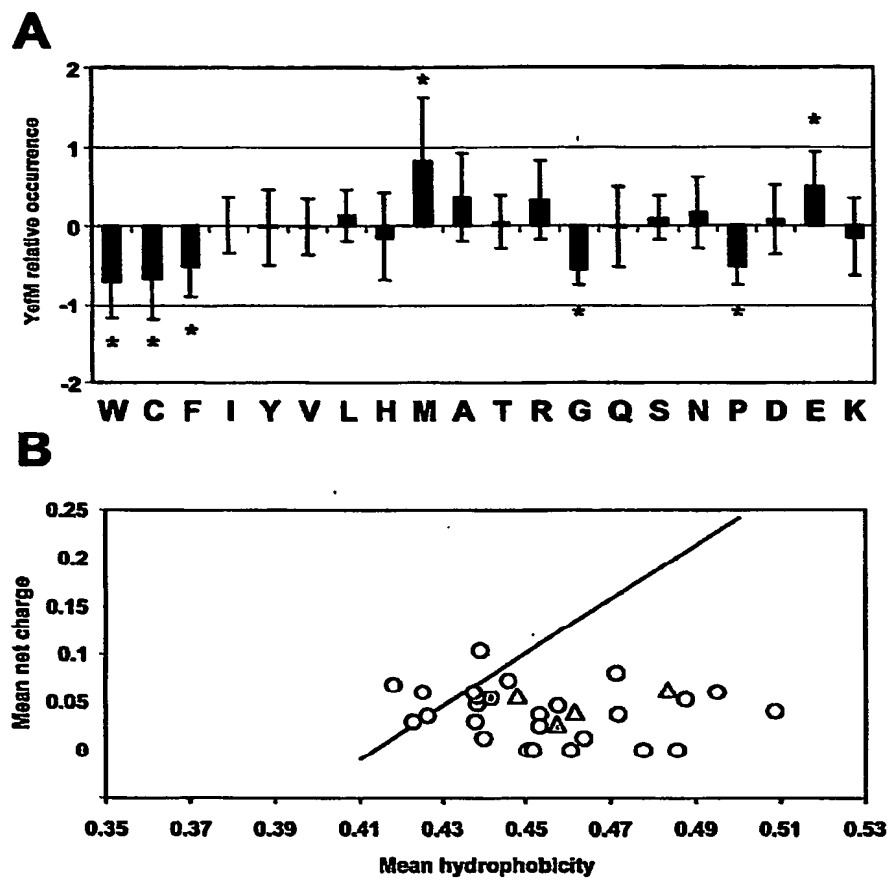 A
YefM relative occurrence
2
1
0
-1
-2
* * * * * * *
W C F I Y V L H M A T R G Q S N P D E K
B
Mean net charge
0.25
0.2
0.15
0.1
0.05
0
0.35 0.37 0.39 0.41 0.43 0.45 0.47 0.49 0.51 0.53
Mean hydrophobicity